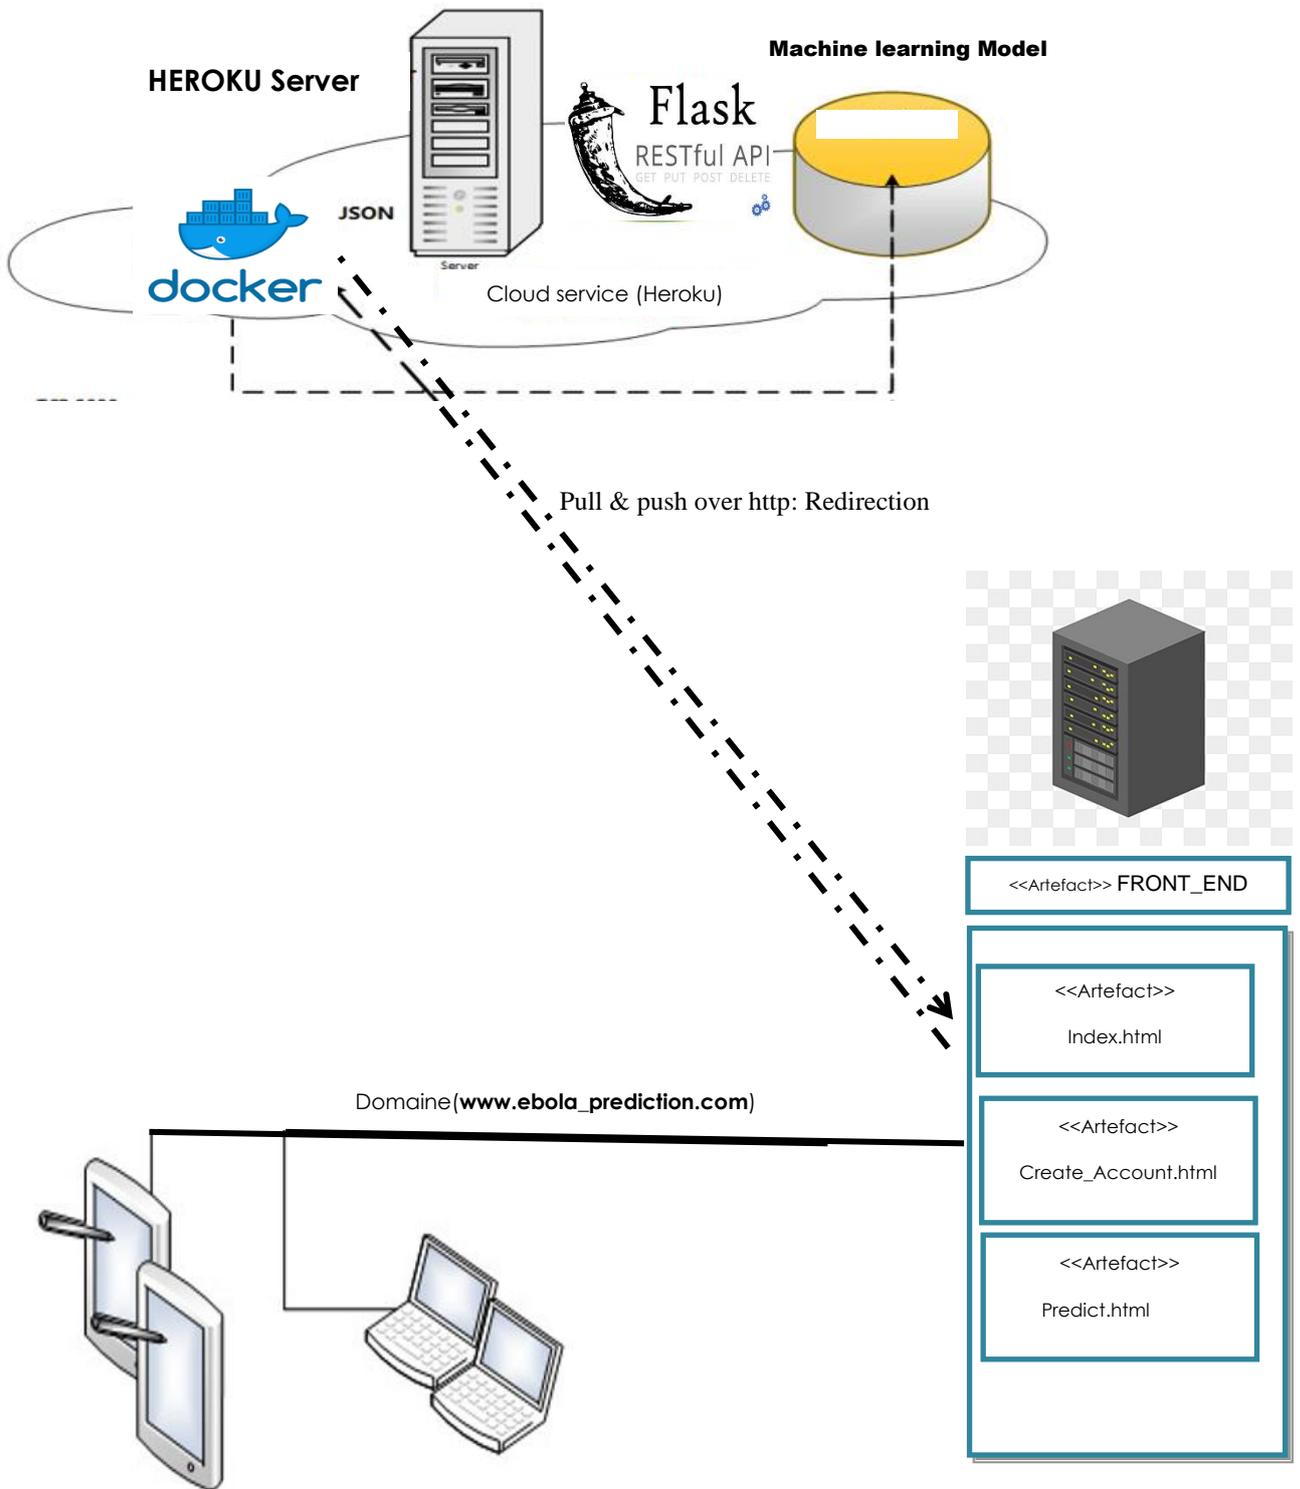 Machine learning Model
HEROKU Server
Flask
RESTful API
GET PUT POST DELETE
JSON
docker
Server
Cloud service (Heroku)
Pull & push over http: Redirection
<<Artefact>> FRONT_END
<<Artefact>>
Index.html
Domaine(www.ebola_prediction.com)
<<Artefact>>
Create_Account.html
<<Artefact>>
Predict.html